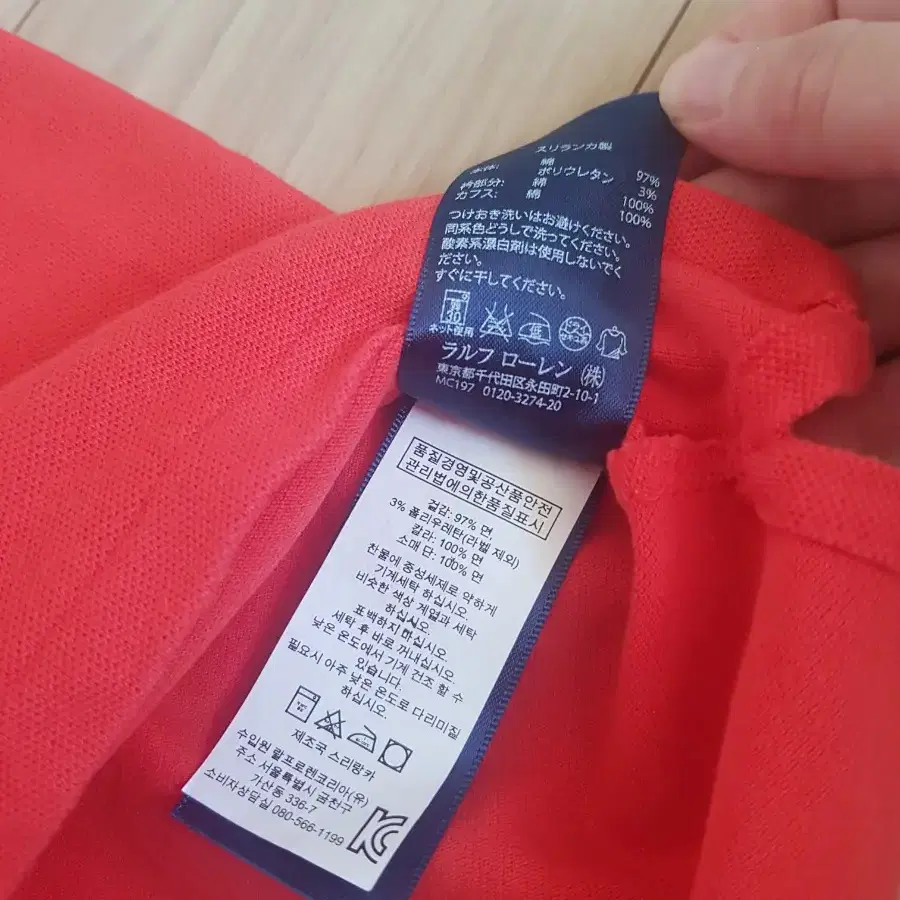 スリランカ製
綿 97%
ポリウレタン 3%
衿部分: 綿 100%
カフス: 綿 100%
つけおき洗いはお避けください。
同系色どうしで洗ってください。
酸素系漂白剤は使用しないでく
ださい。
すぐに干してください。
ネット使用
ラルフ ローレン (株)
東京都千代田区永田町2-10-1
MC197 0120-3274-20
품질경영및공산품안전
관리법에의한품질표시
겉감: 97% 면,
3% 폴리우레탄(라벨 제외)
칼라: 100% 면
소매 단: 100% 면
찬물에 중성세제로 약하게
기계세탁 하십시오.
비슷한 색상 계열과 세탁
하십시오.
표백하지 마십시오.
세탁 후 바로 꺼내십시오.
낮은 온도에서 기계 건조 할 수
있습니다.
필요시 아주 낮은 온도로 다리미질
하십시오.
제조국 스리랑카
수입원 랄프로렌코리아(유)
주소 서울특별시 금천구
가산동 336-7
소비자상담실 080-566-1199